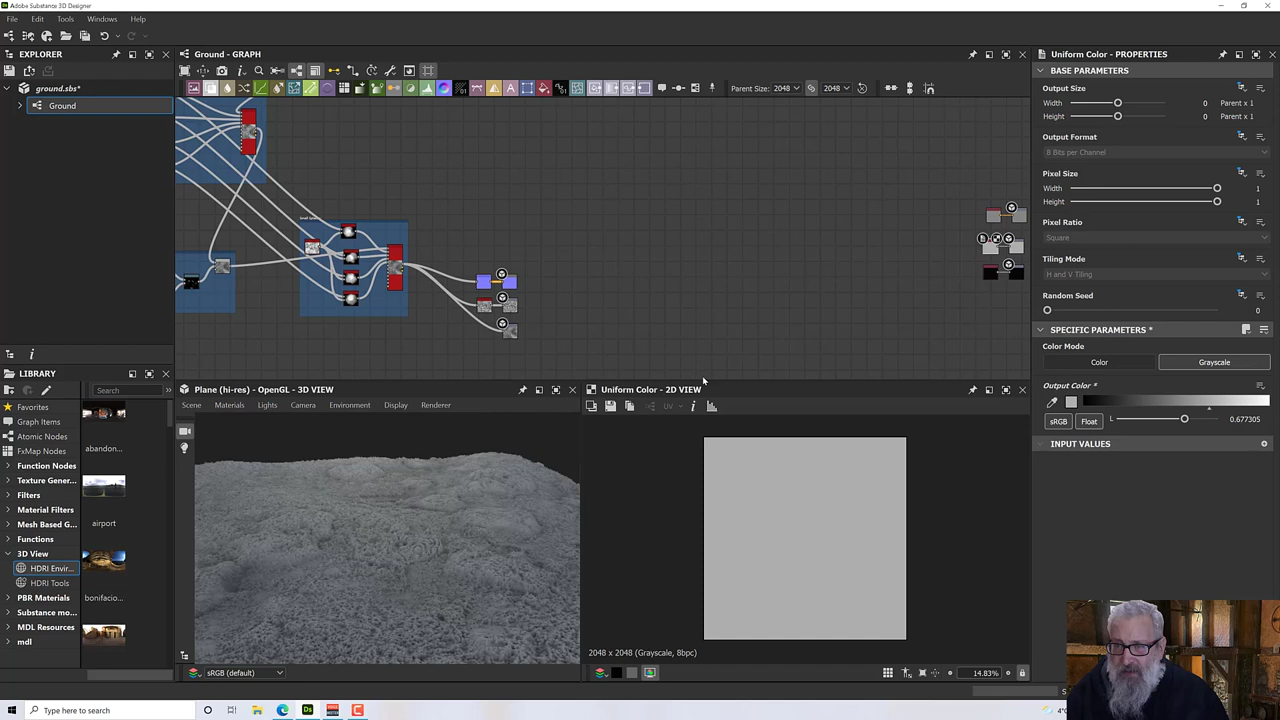 Adobe Substance 3D Designer
File Edit Tools Windows Help
EXPLORER
ground.sbs*
Ground
LIBRARY
Search
Favorites
Graph Items
Atomic Nodes
FxMap Nodes
Function Nodes
Texture Gener...
Filters
Material Filters
Mesh Based G...
Functions
3D View
HDRI Envir...
HDRI Tools
PBR Materials
Substance mo...
MDL Resources
mdl
abandon...
airport
bonifacio...
Ground - GRAPH
Parent Size: 2048 2048
Plane (hi-res) - OpenGL - 3D VIEW
Scene Materials Lights Camera Environment Display Renderer
sRGB (default)
Uniform Color - 2D VIEW
UV
2048 x 2048 (Grayscale, 8bpc)
14.83%
Uniform Color - PROPERTIES
BASE PARAMETERS
Output Size
Width 0 Parent x 1
Height 0 Parent x 1
Output Format
8 Bits per Channel
Pixel Size
Width 1
Height 1
Pixel Ratio
Square
Tiling Mode
H and V Tiling
Random Seed
0
SPECIFIC PARAMETERS *
Color Mode
Color Grayscale
Output Color *
sRGB Float L 0.677305
INPUT VALUES
Type here to search